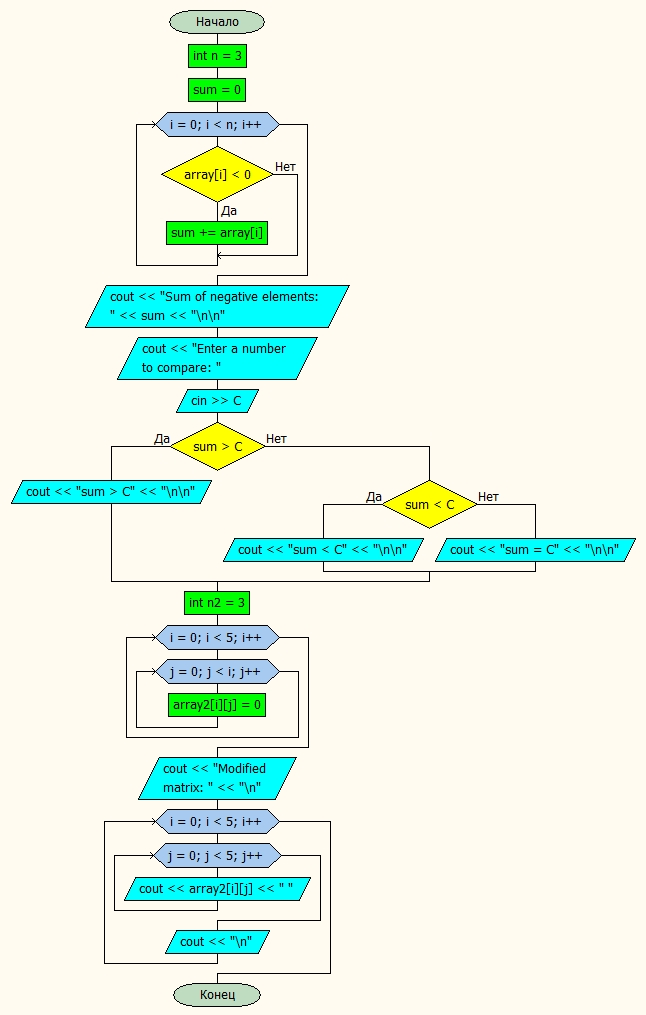 Начало
int n = 3
sum = 0
i = 0; i < n; i++
array[i] < 0
Нет
Да
sum += array[i]
cout << "Sum of negative elements:
" << sum << "\n\n"
cout << "Enter a number
to compare: "
cin >> C
Да
sum > C
Нет
cout << "sum > C" << "\n\n"
Да
sum < C
Нет
cout << "sum < C" << "\n\n"
cout << "sum = C" << "\n\n"
int n2 = 3
i = 0; i < 5; i++
j = 0; j < i; j++
array2[i][j] = 0
cout << "Modified
matrix: " << "\n"
i = 0; i < 5; i++
j = 0; j < 5; j++
cout << array2[i][j] << " "
cout << "\n"
Конец